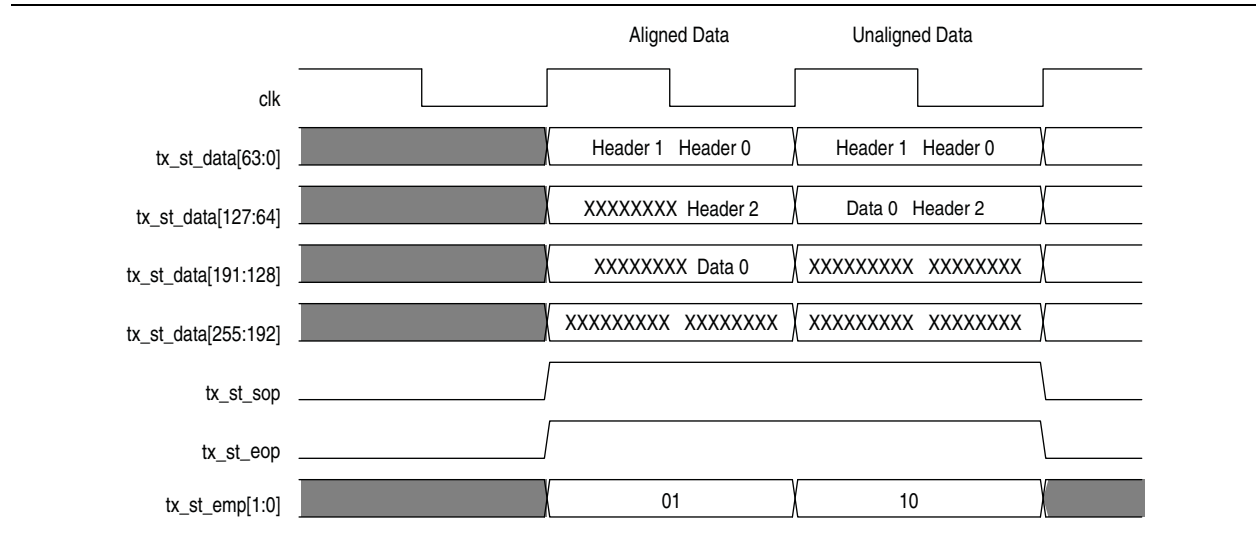 Aligned Data Unaligned Data
clk
tx_st_data[63:0] Header 1 Header 0 Header 1 Header 0
tx_st_data[127:64] XXXXXXXX Header 2 Data 0 Header 2
tx_st_data[191:128] XXXXXXXX Data 0 XXXXXXXXX XXXXXXXX
tx_st_data[255:192] XXXXXXXXX XXXXXXXX XXXXXXXXX XXXXXXXX
tx_st_sop
tx_st_eop
tx_st_emp[1:0] 01 10